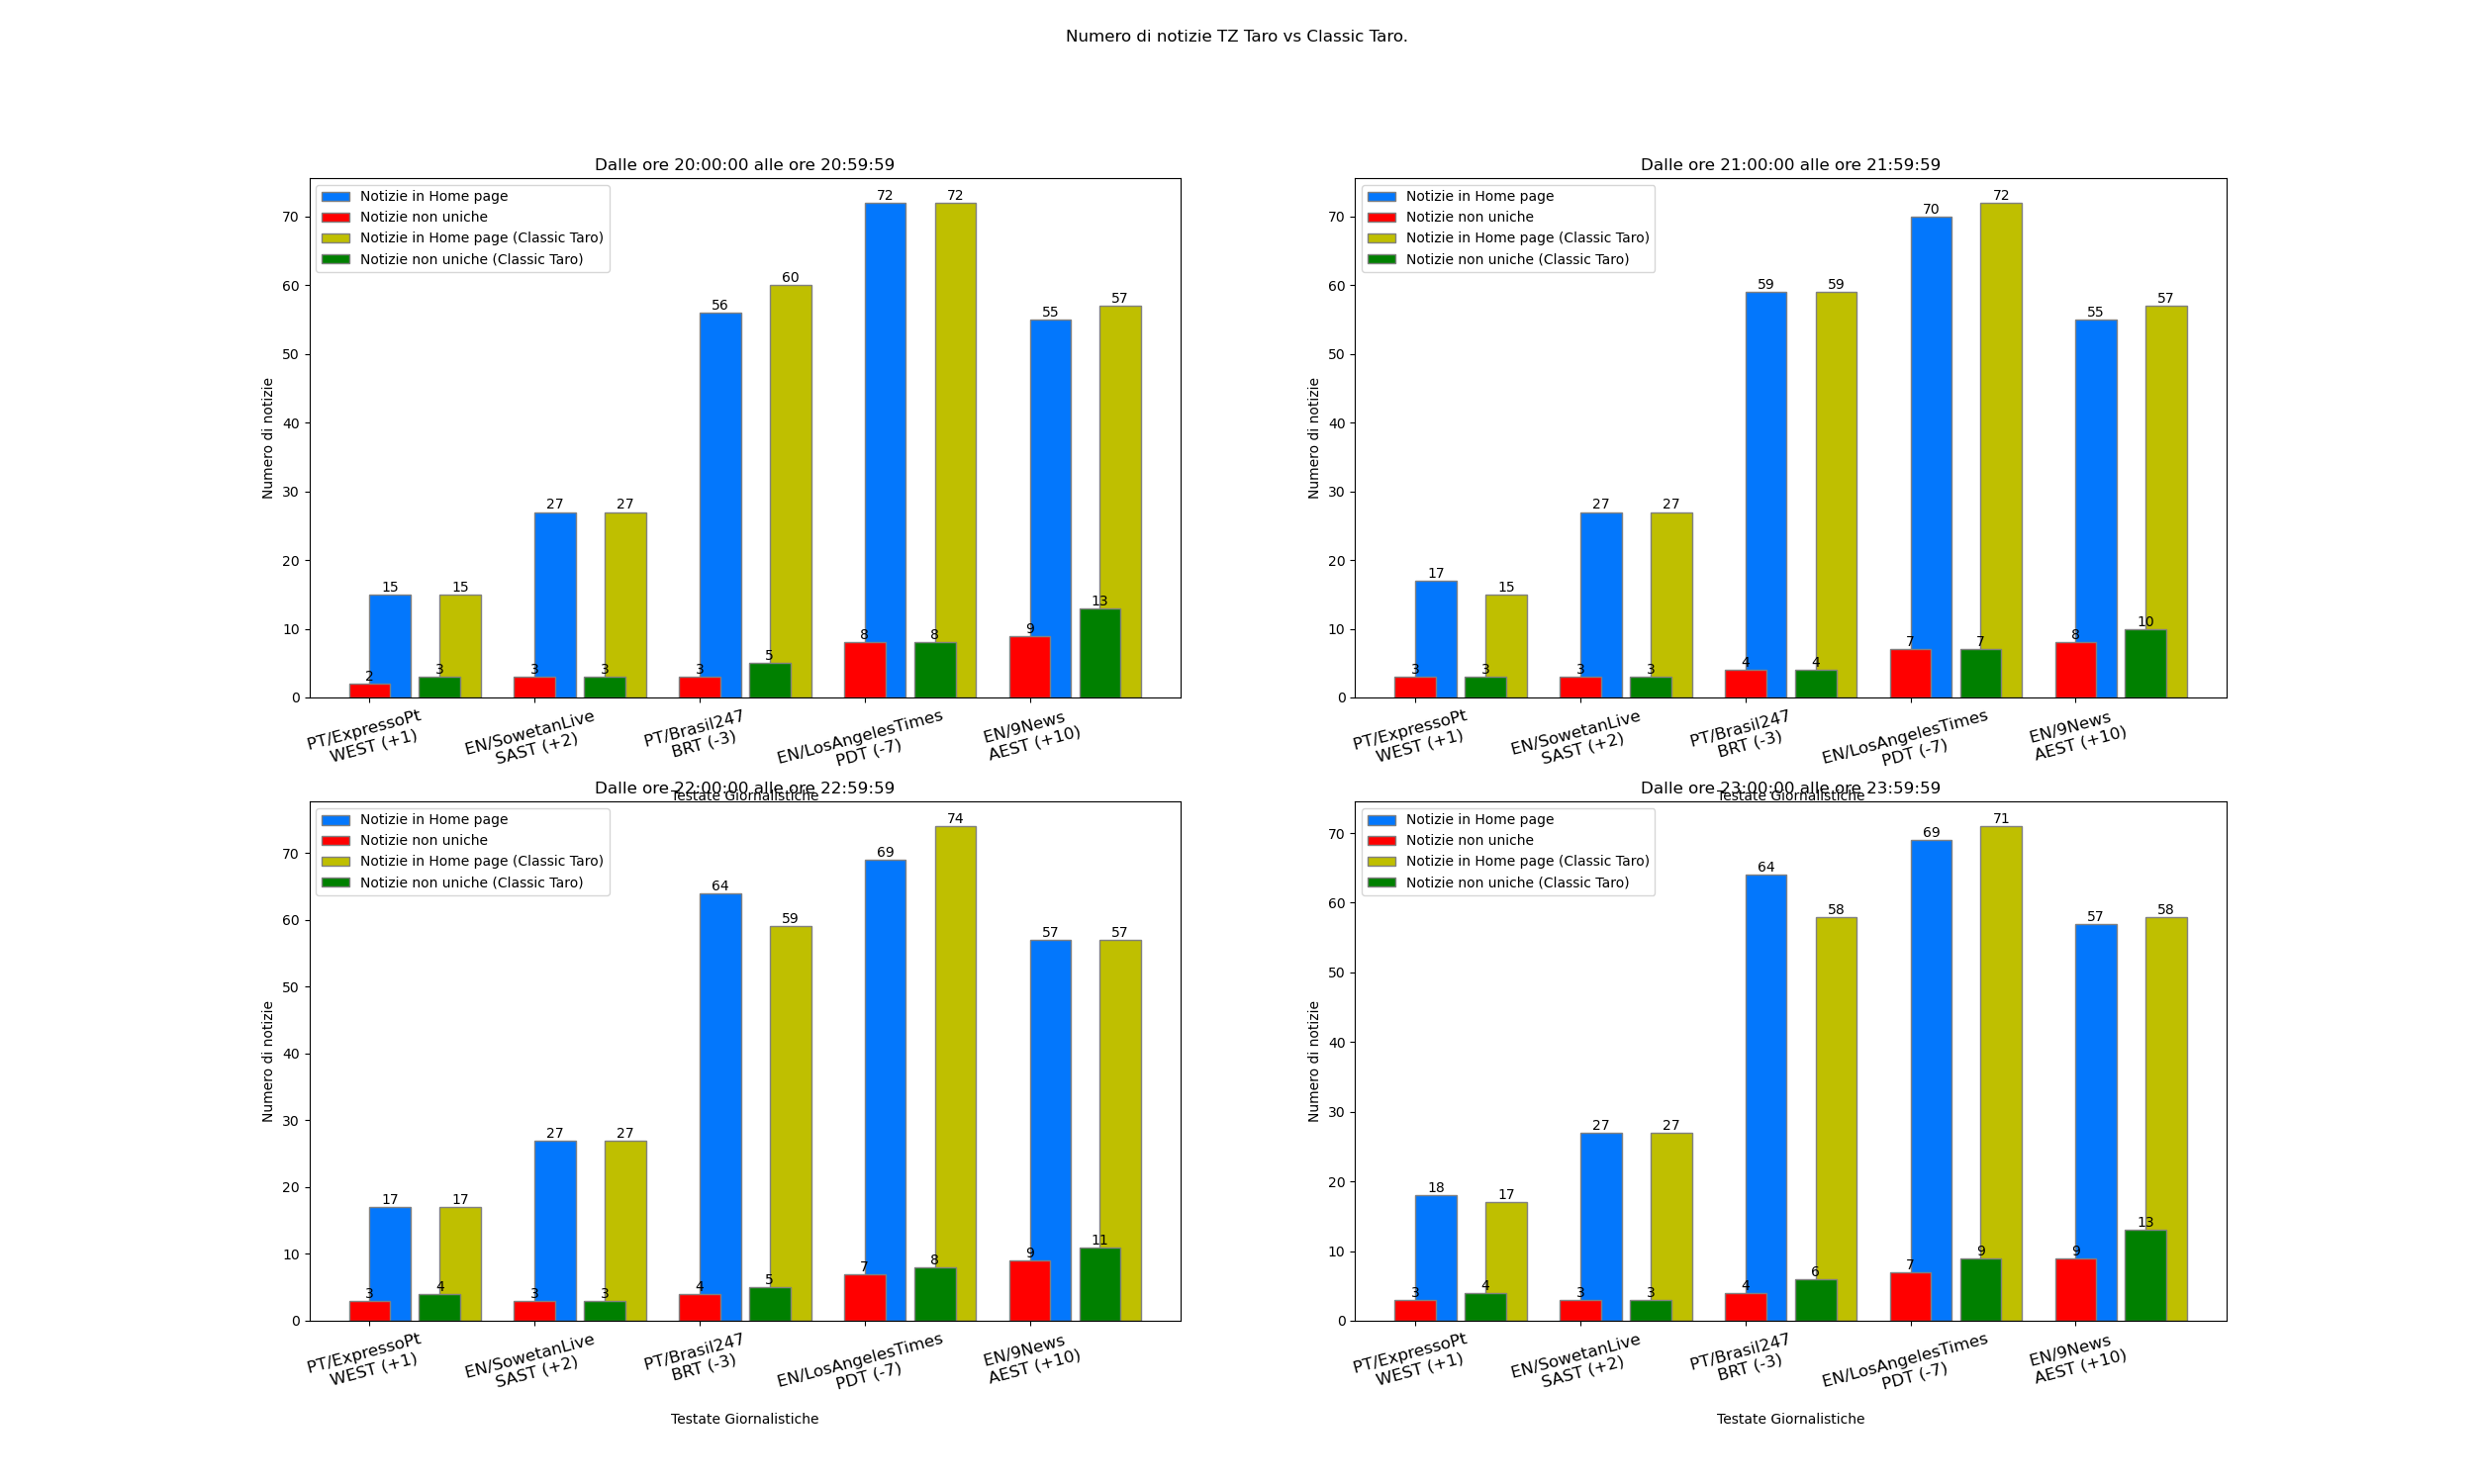 Numero di notizie TZ Taro vs Classic Taro.
Dalle ore 20:00:00 alle ore 20:59:59
Notizie in Home page
Notizie non uniche
Notizie in Home page (Classic Taro)
Notizie non uniche (Classic Taro)
Numero di notizie
70
60
50
40
30
20
10
0
15 15 27 27 56 60 72 72 55 57
2 3 3 3 3 5 8 8 9 13
PT/ExpressoPt
WEST (+1)
EN/SowetanLive
SAST (+2)
PT/Brasil247
BRT (-3)
EN/LosAngelesTimes
PDT (-7)
EN/9News
AEST (+10)
Testate Giornalistiche
Dalle ore 21:00:00 alle ore 21:59:59
Notizie in Home page
Notizie non uniche
Notizie in Home page (Classic Taro)
Notizie non uniche (Classic Taro)
Numero di notizie
70
60
50
40
30
20
10
0
17 15 27 27 59 59 70 72 55 57
3 3 3 3 4 4 7 7 8 10
PT/ExpressoPt
WEST (+1)
EN/SowetanLive
SAST (+2)
PT/Brasil247
BRT (-3)
EN/LosAngelesTimes
PDT (-7)
EN/9News
AEST (+10)
Testate Giornalistiche
Dalle ore 22:00:00 alle ore 22:59:59
Notizie in Home page
Notizie non uniche
Notizie in Home page (Classic Taro)
Notizie non uniche (Classic Taro)
Numero di notizie
70
60
50
40
30
20
10
0
17 17 27 27 64 59 69 74 57 57
3 4 3 3 4 5 7 8 9 11
PT/ExpressoPt
WEST (+1)
EN/SowetanLive
SAST (+2)
PT/Brasil247
BRT (-3)
EN/LosAngelesTimes
PDT (-7)
EN/9News
AEST (+10)
Testate Giornalistiche
Dalle ore 23:00:00 alle ore 23:59:59
Notizie in Home page
Notizie non uniche
Notizie in Home page (Classic Taro)
Notizie non uniche (Classic Taro)
Numero di notizie
70
60
50
40
30
20
10
0
18 17 27 27 64 58 69 71 57 58
3 4 3 3 4 6 7 9 9 13
PT/ExpressoPt
WEST (+1)
EN/SowetanLive
SAST (+2)
PT/Brasil247
BRT (-3)
EN/LosAngelesTimes
PDT (-7)
EN/9News
AEST (+10)
Testate Giornalistiche